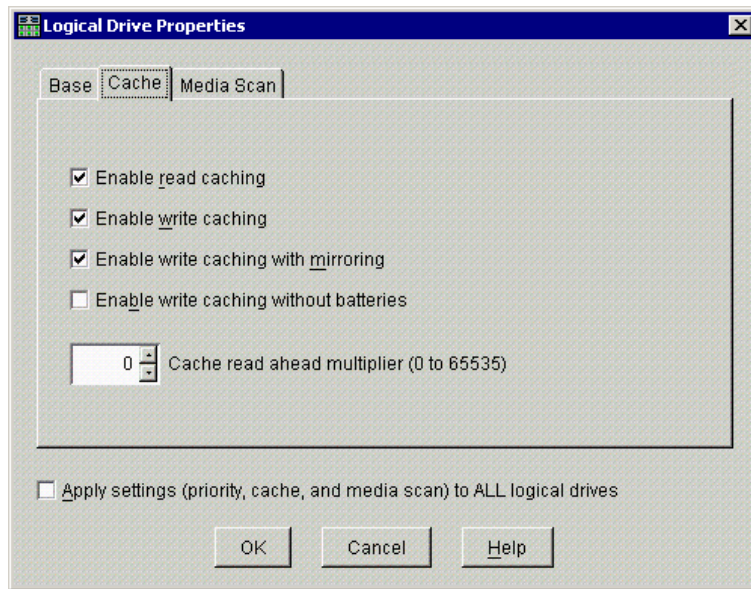 Logical Drive Properties
Base Cache Media Scan
Enable read caching
Enable write caching
Enable write caching with mirroring
Enable write caching without batteries
0 Cache read ahead multiplier (0 to 65535)
Apply settings (priority, cache, and media scan) to ALL logical drives
OK Cancel Help